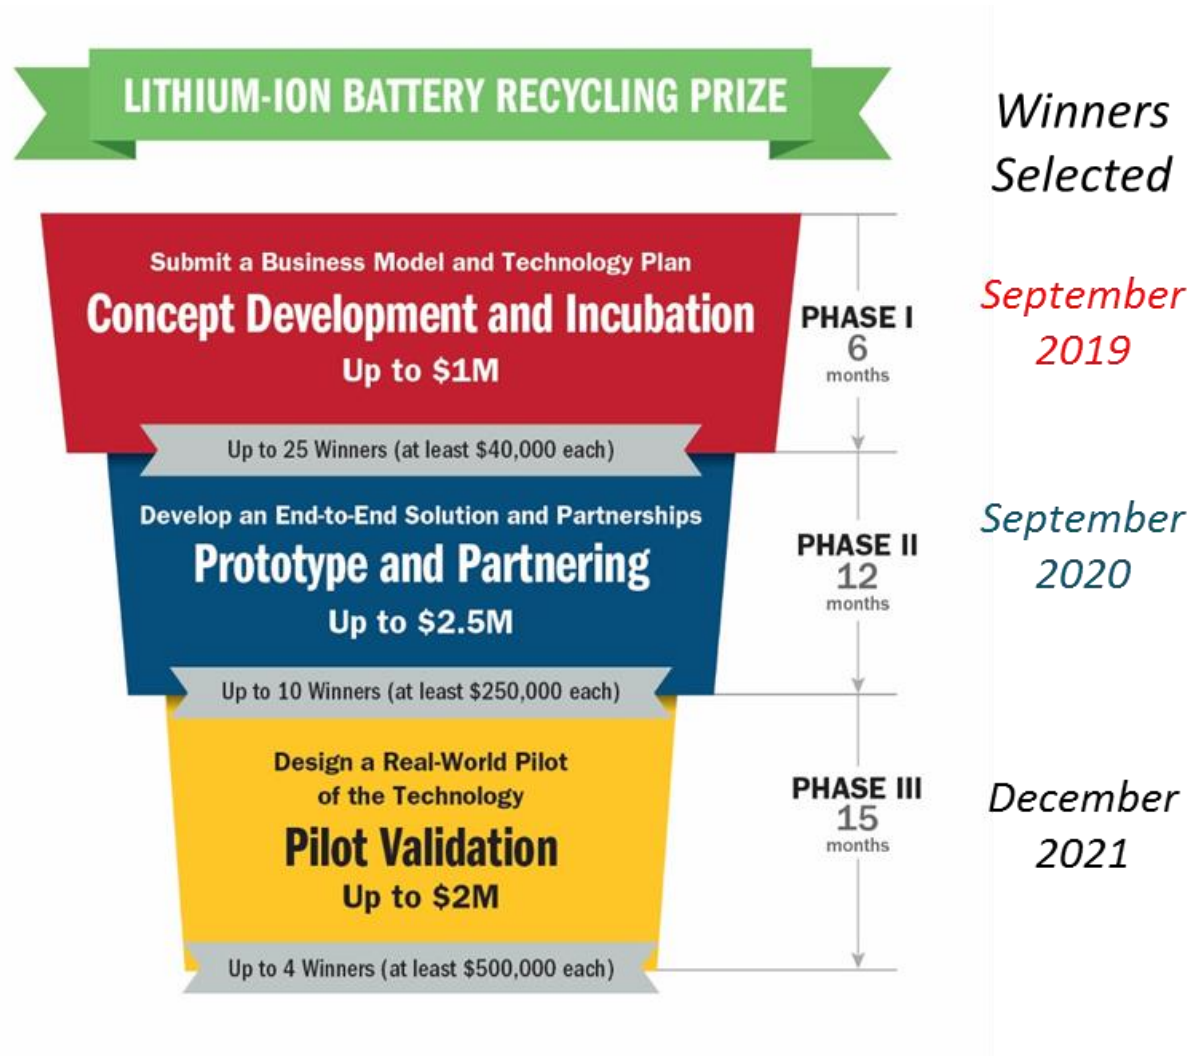 LITHIUM-ION BATTERY RECYCLING PRIZE
Winners
Selected
Submit a Business Model and Technology Plan
Concept Development and Incubation
Up to $1M
Up to 25 Winners (at least $40,000 each)
PHASE I
6
months
September
2019
Develop an End-to-End Solution and Partnerships
Prototype and Partnering
Up to $2.5M
Up to 10 Winners (at least $250,000 each)
PHASE II
12
months
September
2020
Design a Real-World Pilot
of the Technology
Pilot Validation
Up to $2M
Up to 4 Winners (at least $500,000 each)
PHASE III
15
months
December
2021